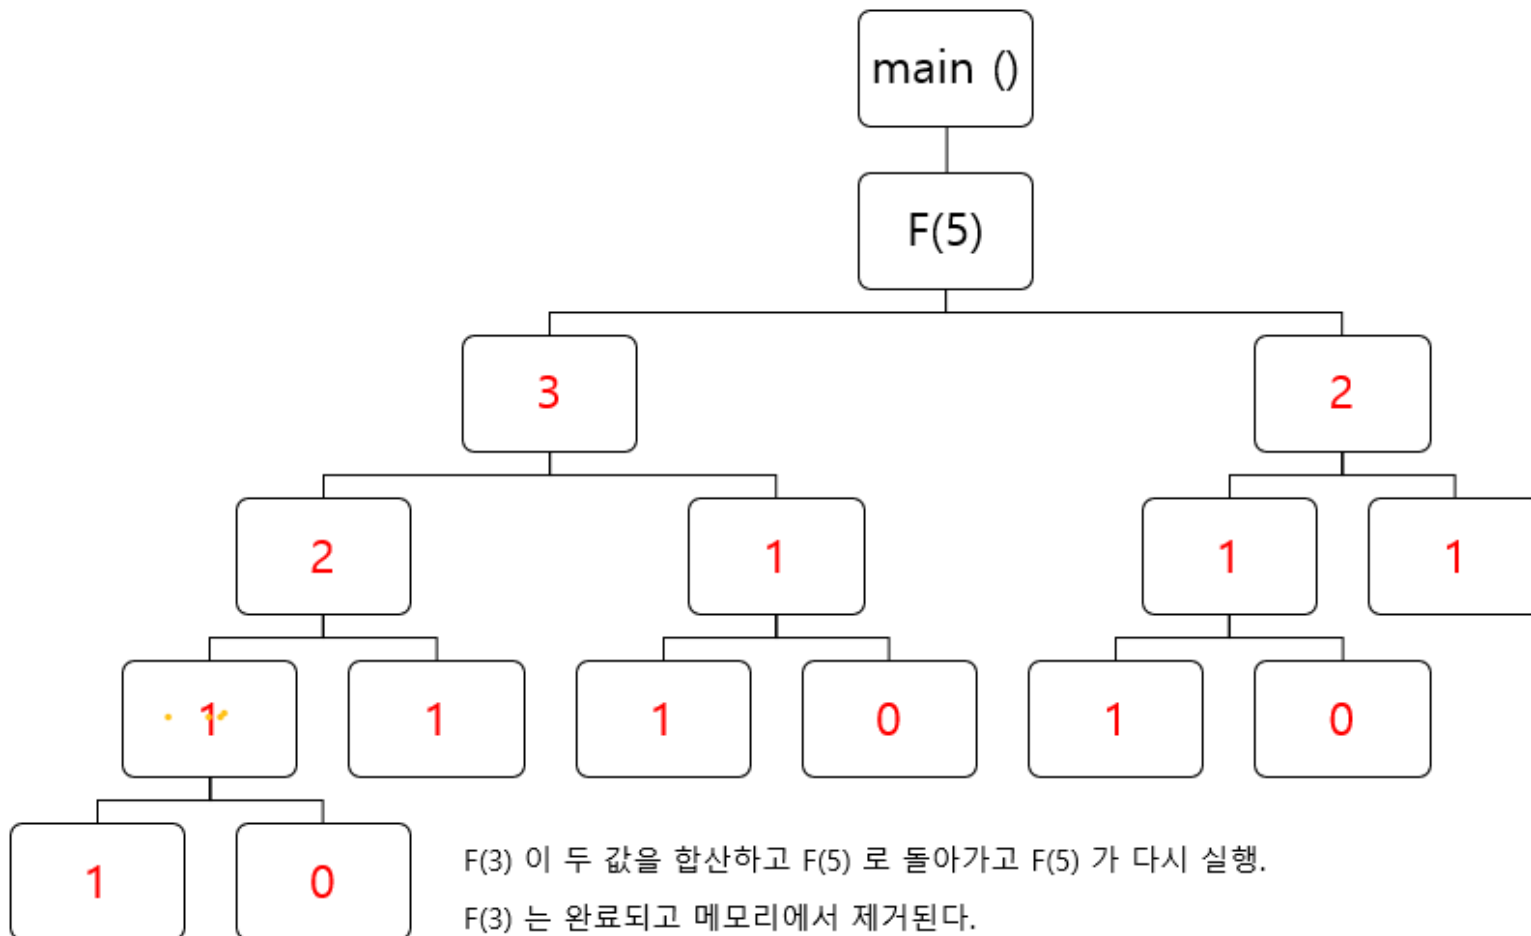 main ()
F(5)
3 2
2 1 1 1
1 1 1 0 1 0
1 0
F(3) 이 두 값을 합산하고 F(5) 로 돌아가고 F(5) 가 다시 실행.
F(3) 는 완료되고 메모리에서 제거된다.